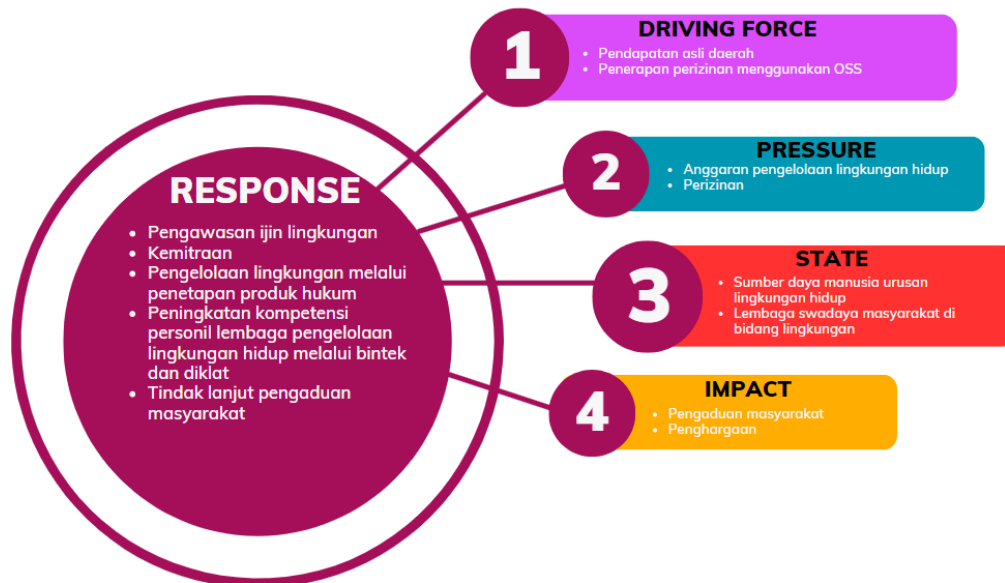 1
DRIVING FORCE
• Pendapatan asli daerah
• Penerapan perizinan menggunakan OSS
2
PRESSURE
• Anggaran pengelolaan lingkungan hidup
• Perizinan
RESPONSE
• Pengawasan ijin lingkungan
• Kemitraan
• Pengelolaan lingkungan melalui
penetapan produk hukum
• Peningkatan kompetensi
personil lembaga pengelolaan
lingkungan hidup melalui bintek
dan diklat
• Tindak lanjut pengaduan
masyarakat
3
STATE
• Sumber daya manusia urusan
lingkungan hidup
• Lembaga swadaya masyarakat di
bidang lingkungan
4
IMPACT
• Pengaduan masyarakat
• Penghargaan